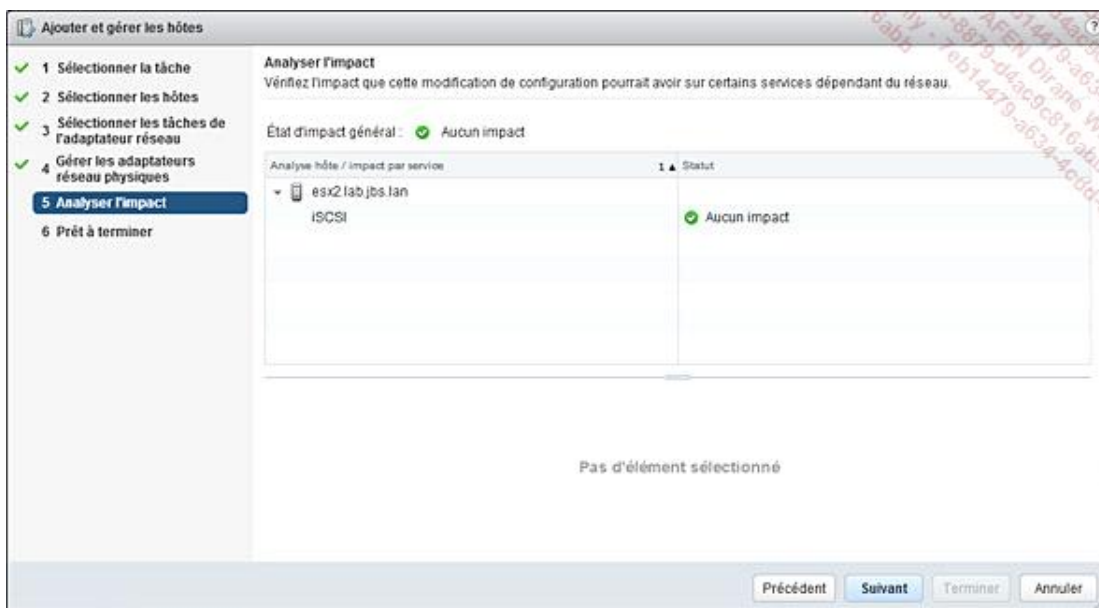 Ajouter et gérer les hôtes
?
1 Sélectionner la tâche
2 Sélectionner les hôtes
3 Sélectionner les tâches de
l'adaptateur réseau
4 Gérer les adaptateurs
réseau physiques
5 Analyser l'impact
6 Prêt à terminer
Analyser l'impact
Vérifiez l'impact que cette modification de configuration pourrait avoir sur certains services dépendant du réseau.
État d'impact général : Aucun impact
Analyse hôte / impact par service 1 ▲ Statut
esx2.lab.jbs.lan
iSCSI Aucun impact
Pas d'élément sélectionné
Précédent Suivant Terminer Annuler